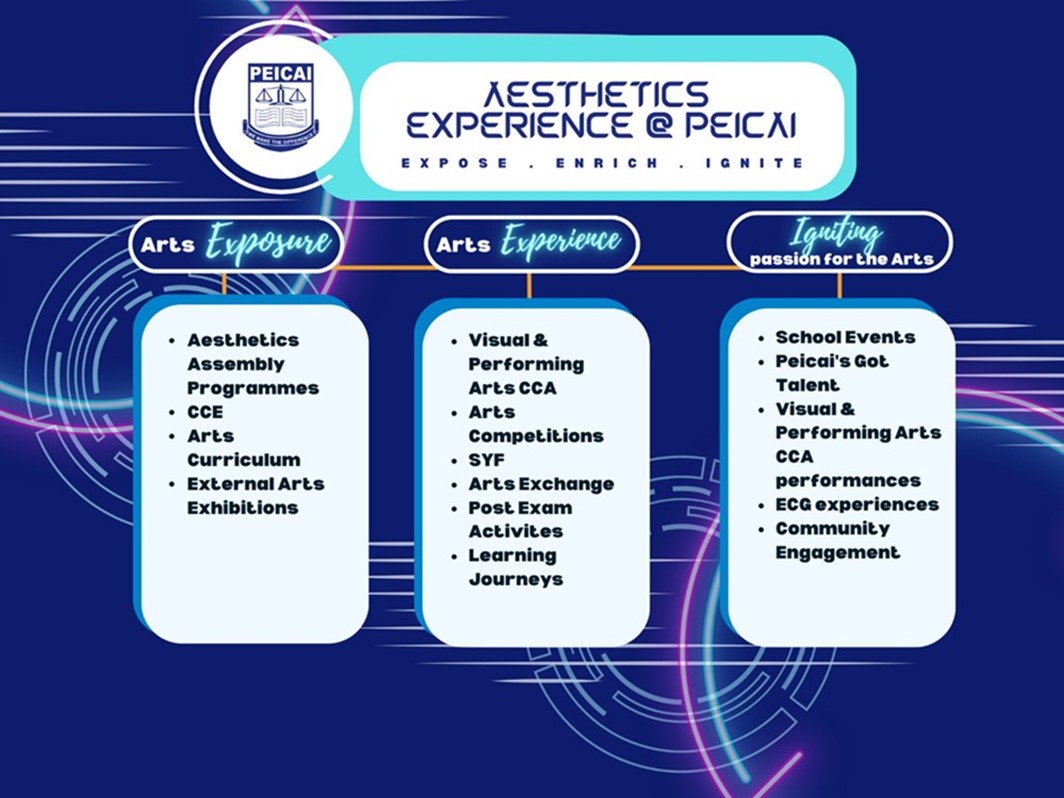 PEICAI
WE MAKE THE DIFFERENCE
AESTHETICS
EXPERIENCE @ PEICAI
EXPOSE . ENRICH . IGNITE
Arts Exposure
• Aesthetics
Assembly
Programmes
• CCE
• Arts
Curriculum
• External Arts
Exhibitions
Arts Experience
• Visual &
Performing
Arts CCA
• Arts
Competitions
• SYF
• Arts Exchange
• Post Exam
Activites
• Learning
Journeys
Igniting
passion for the Arts
• School Events
• Peicai's Got
Talent
• Visual &
Performing Arts
CCA
performances
• ECG experiences
• Community
Engagement